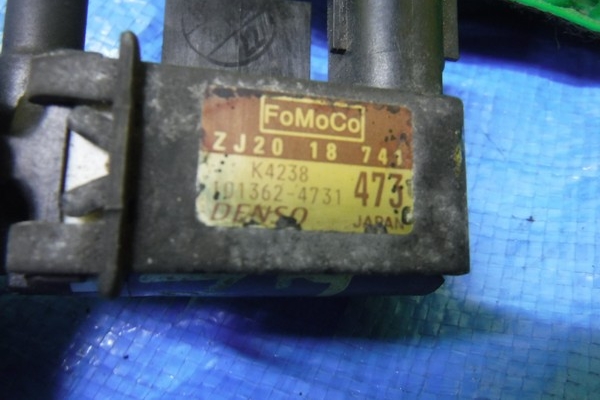 FoMoCo
ZJ20 18 741
K4238
101362-4731 473
DENSO JAPAN